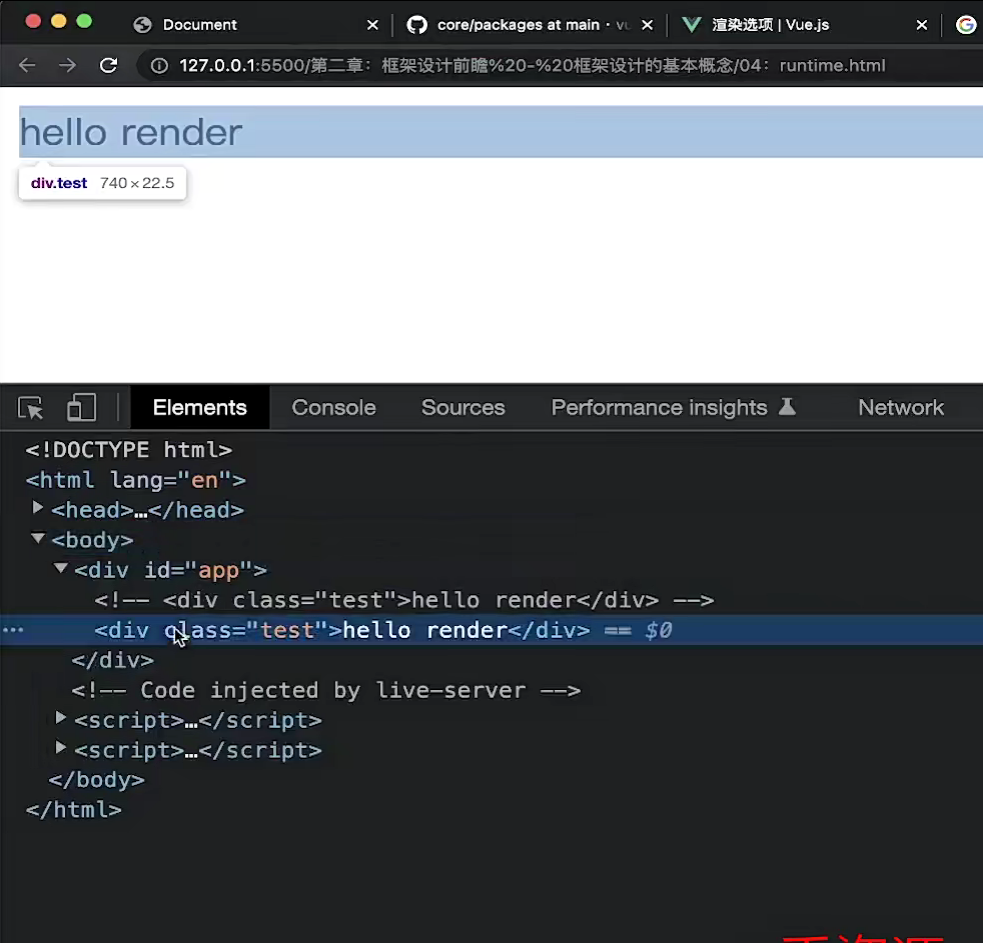 Document
core/packages at main · vu
渲染选项 | Vue.js
127.0.0.1:5500/第二章：框架设计前瞻%20-%20框架设计的基本概念/04：runtime.html
hello render
div.test 740 × 22.5
Elements Console Sources Performance insights Network
<!DOCTYPE html>
<html lang="en">
<head>…</head>
<body>
<div id="app">
<!-- <div class="test">hello render</div> -->
<div class="test">hello render</div> == $0
</div>
<!-- Code injected by live-server -->
<script>…</script>
<script>…</script>
</body>
</html>